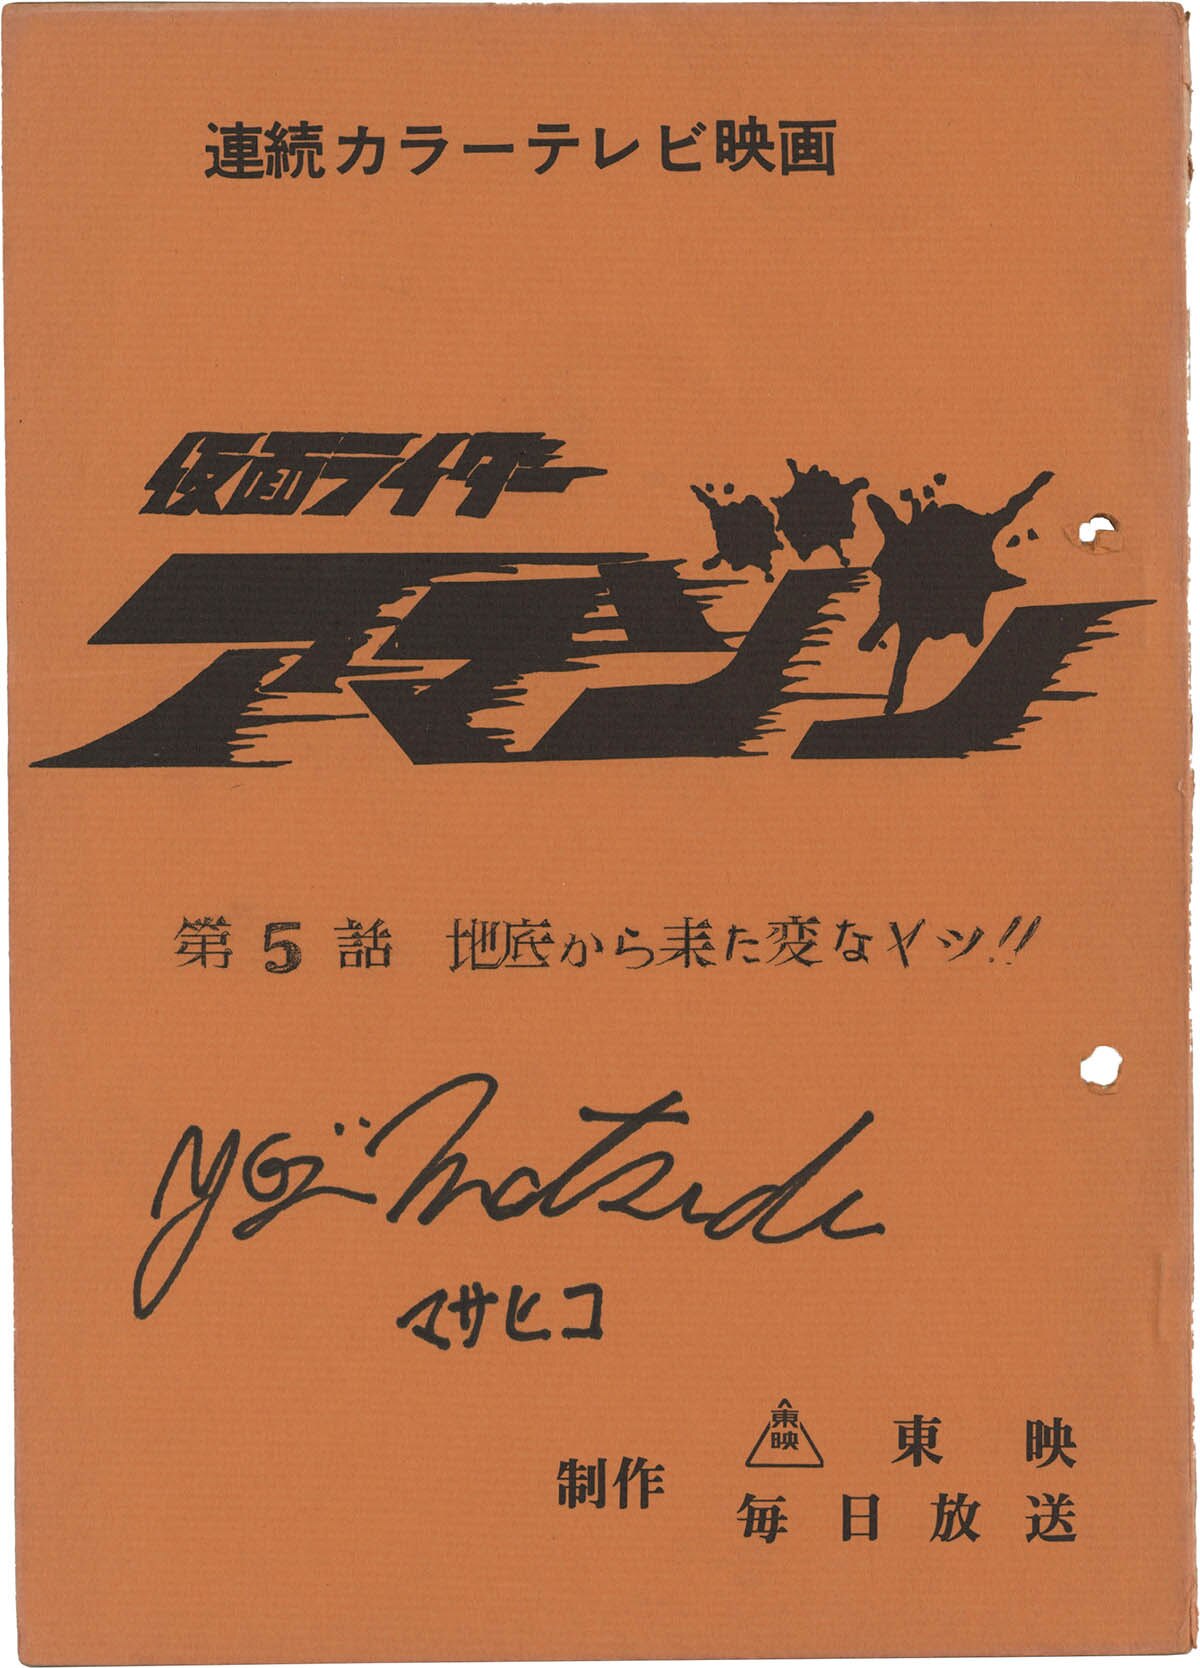 連続カラーテレビ映画
仮面ライダー
アマゾン
第5話 地底から来た変なヤツ!!
Yoji Matsuda
マサヒコ
東映
制作 東映
毎日放送